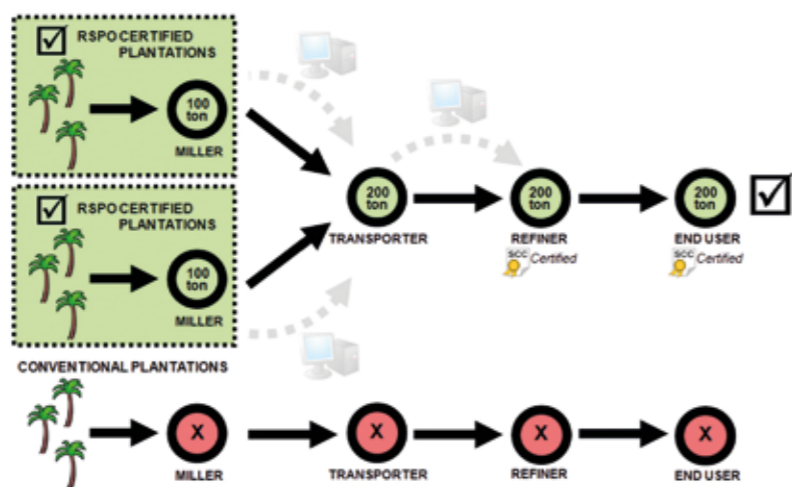 RSPO CERTIFIED
PLANTATIONS
100
ton
MILLER
RSPO CERTIFIED
PLANTATIONS
100
ton
MILLER
200
ton
TRANSPORTER
200
ton
REFINER
SCC Certified
200
ton
END USER
SCC Certified
CONVENTIONAL PLANTATIONS
X
MILLER
X
TRANSPORTER
X
REFINER
X
END USER